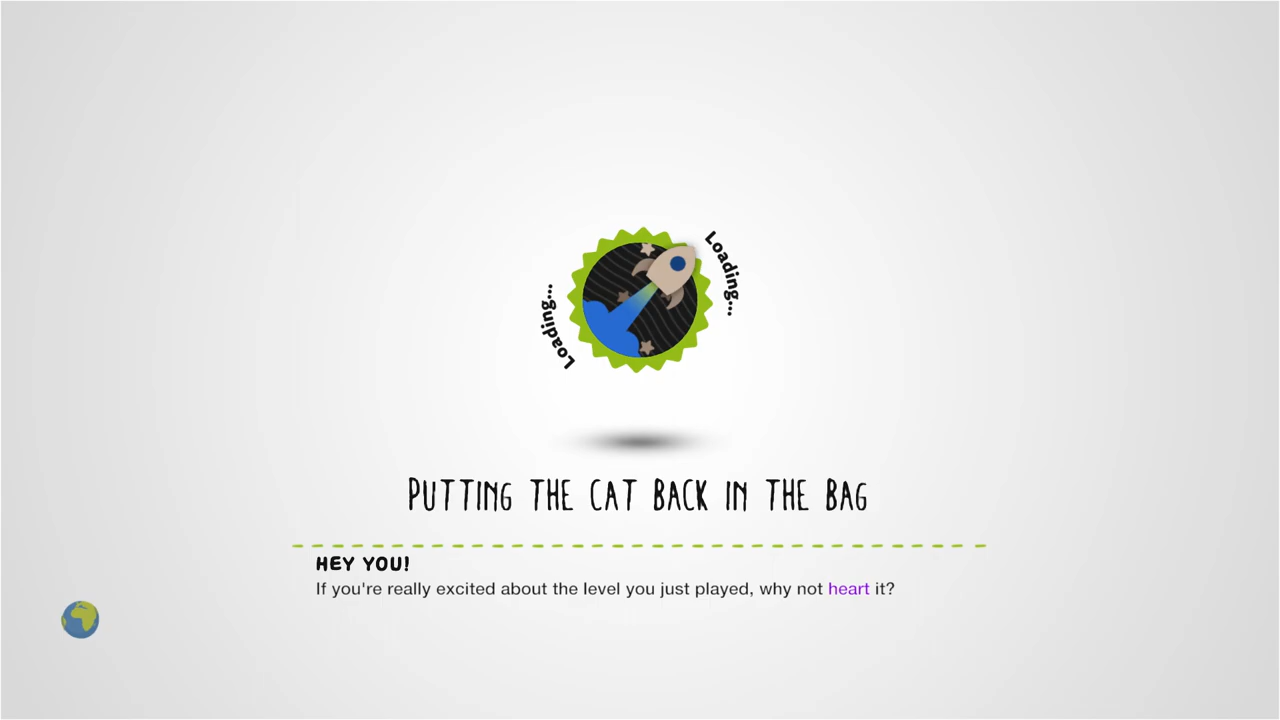 Loading...
Loading...
PUTTING THE CAT BACK IN THE BAG
HEY YOU!
If you're really excited about the level you just played, why not heart it?